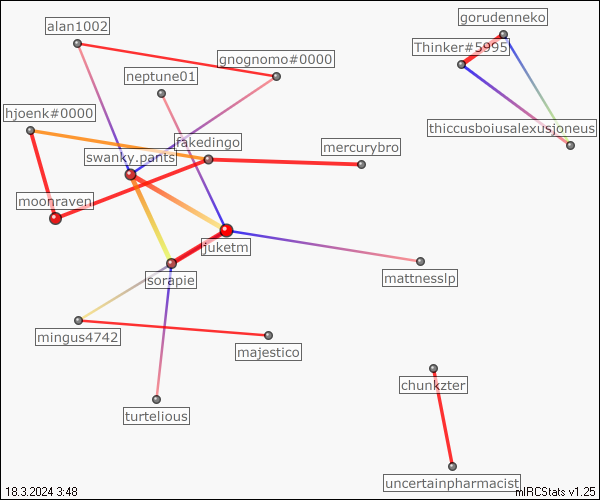 gorudenneko
alan1002
Thinker#5995
gnognomo#0000
neptune01
hjoenk#0000
thiccusboiusalexusjoneus
fakedingo
mercurybro
swanky.pants
moonraven
juketm
sorapie
mattnesslp
mingus4742
majestico
chunkzter
turtelious
uncertainpharmacist
18.3.2024 3:48
mIRCStats v1.25